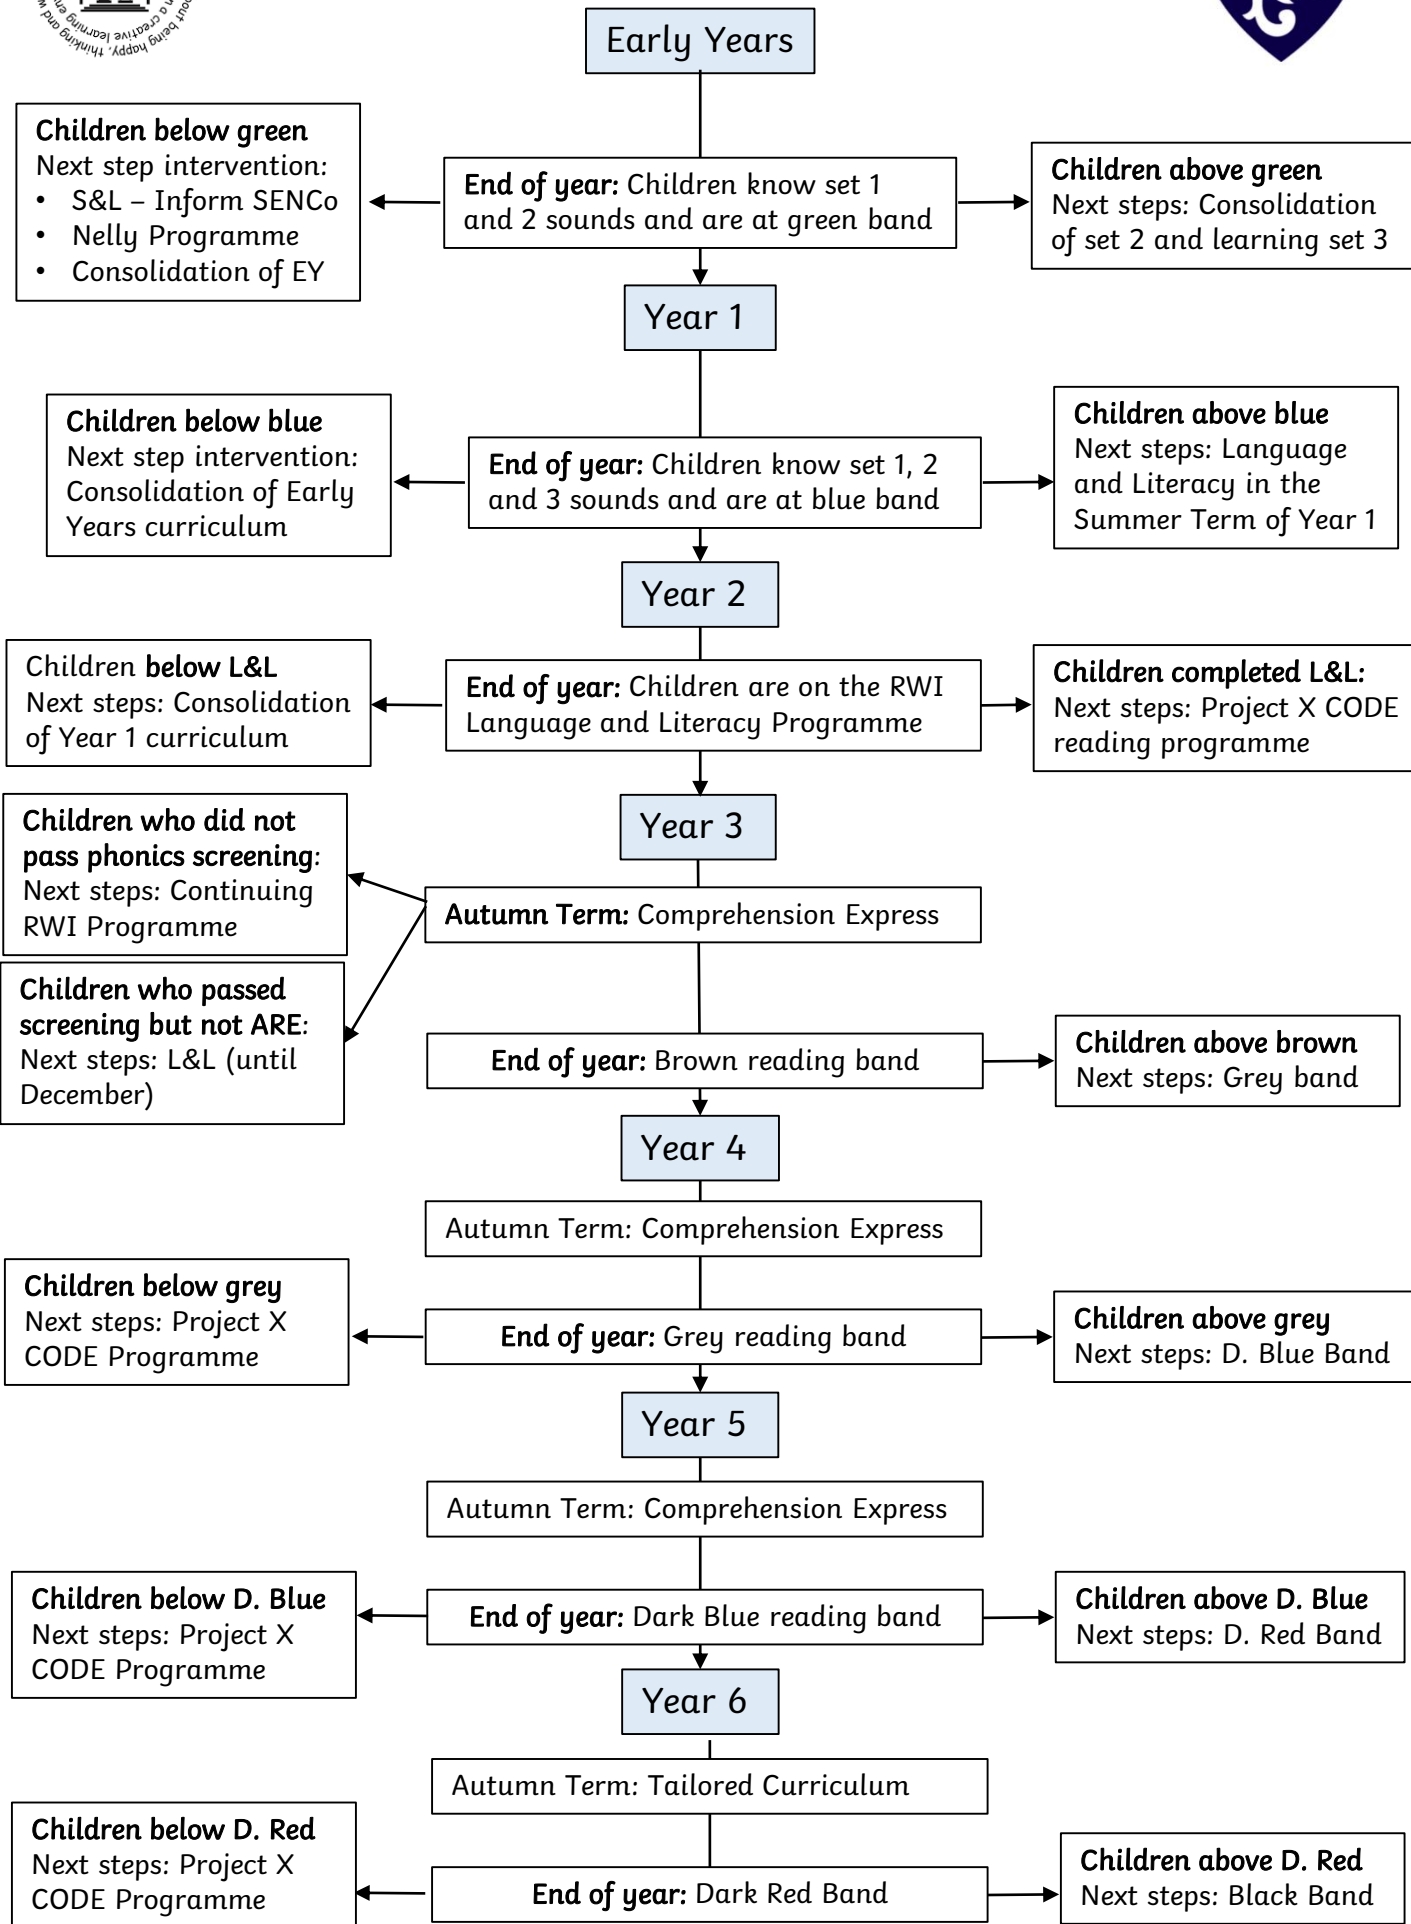 out being happy, thinking and w
n a creative learning en
Early Years
Children below green
Next step intervention:
• S&L – Inform SENCo
• Nelly Programme
• Consolidation of EY
End of year: Children know set 1
and 2 sounds and are at green band
Children above green
Next steps: Consolidation
of set 2 and learning set 3
Year 1
Children below blue
Next step intervention:
Consolidation of Early
Years curriculum
End of year: Children know set 1, 2
and 3 sounds and are at blue band
Children above blue
Next steps: Language
and Literacy in the
Summer Term of Year 1
Year 2
Children below L&L
Next steps: Consolidation
of Year 1 curriculum
End of year: Children are on the RWI
Language and Literacy Programme
Children completed L&L:
Next steps: Project X CODE
reading programme
Year 3
Children who did not
pass phonics screening:
Next steps: Continuing
RWI Programme
Autumn Term: Comprehension Express
Children who passed
screening but not ARE:
Next steps: L&L (until
December)
End of year: Brown reading band
Children above brown
Next steps: Grey band
Year 4
Autumn Term: Comprehension Express
Children below grey
Next steps: Project X
CODE Programme
End of year: Grey reading band
Children above grey
Next steps: D. Blue Band
Year 5
Autumn Term: Comprehension Express
Children below D. Blue
Next steps: Project X
CODE Programme
End of year: Dark Blue reading band
Children above D. Blue
Next steps: D. Red Band
Year 6
Autumn Term: Tailored Curriculum
Children below D. Red
Next steps: Project X
CODE Programme
End of year: Dark Red Band
Children above D. Red
Next steps: Black Band